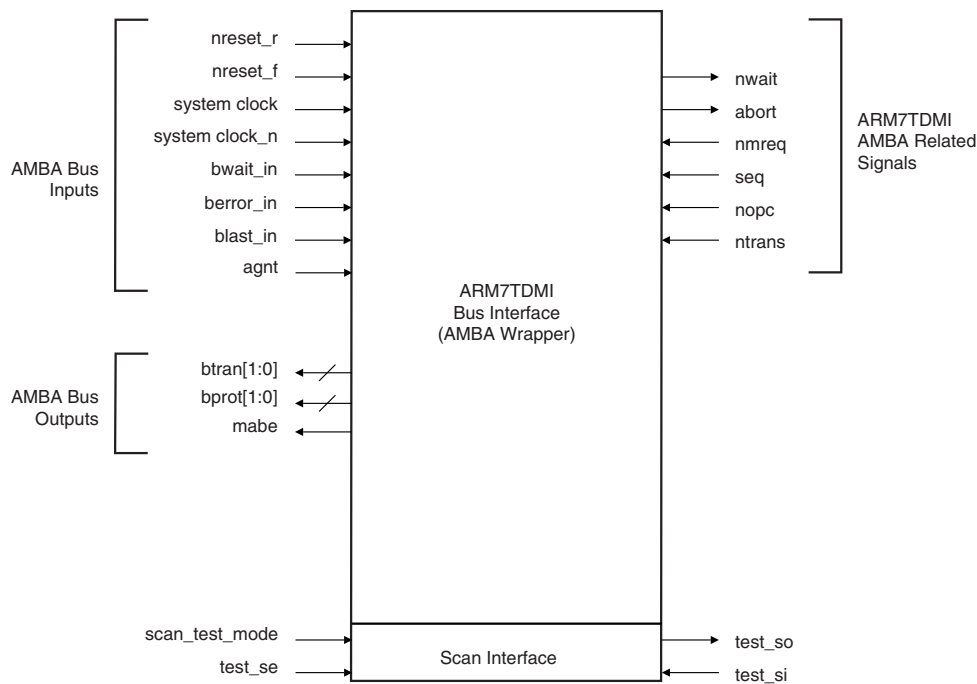 nreset_r
nreset_f
system clock
system clock_n
bwait_in
berror_in
blast_in
agnt
AMBA Bus
Inputs
btran[1:0]
bprot[1:0]
mabe
AMBA Bus
Outputs
ARM7TDMI
Bus Interface
(AMBA Wrapper)
nwait
abort
nmreq
seq
nopc
ntrans
ARM7TDMI
AMBA Related
Signals
scan_test_mode
test_se
Scan Interface
test_so
test_si